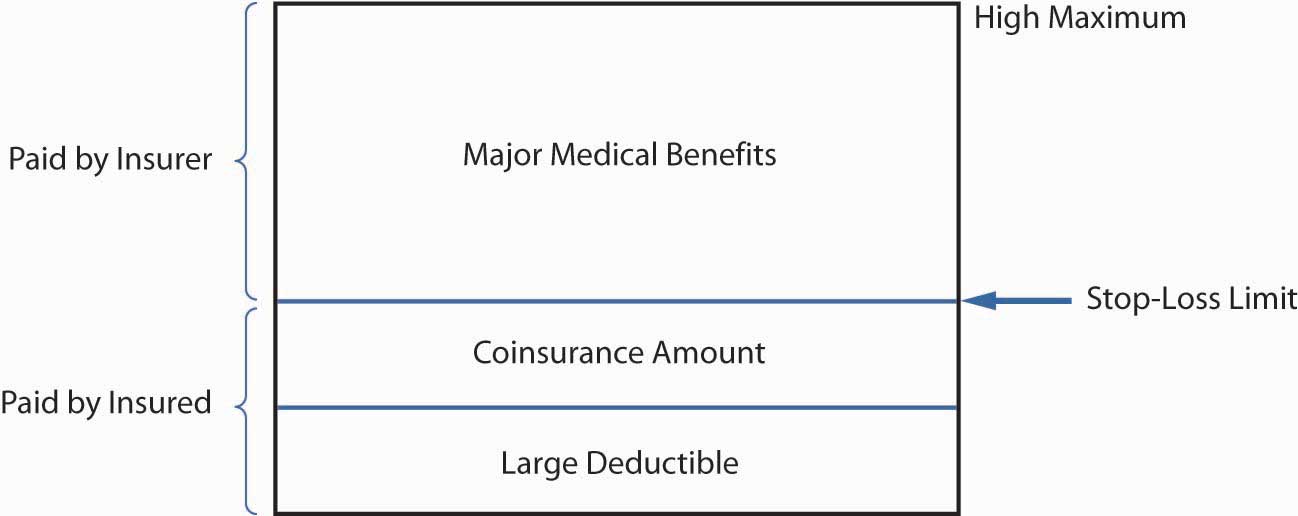 High Maximum
Paid by Insurer
Major Medical Benefits
Stop-Loss Limit
Coinsurance Amount
Paid by Insured
Large Deductible